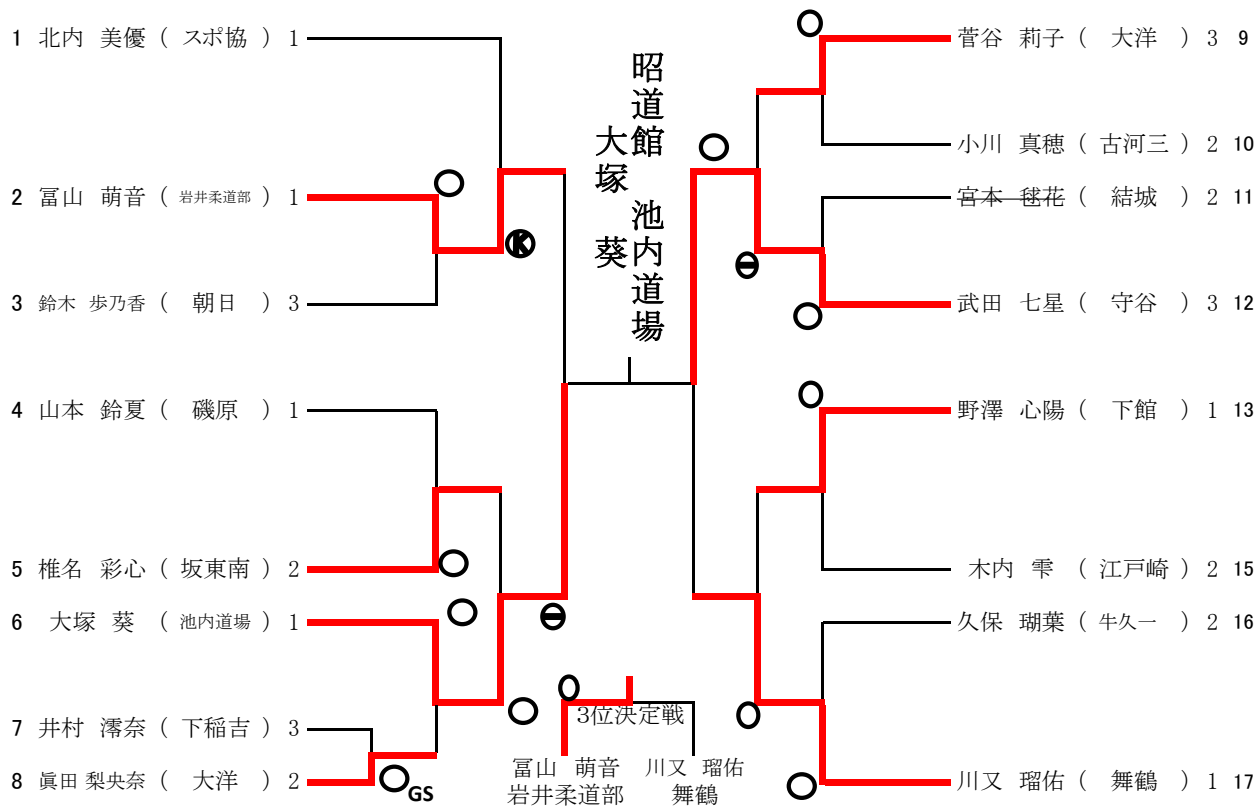 1 北内 美優 ( スポ協 ) 1
2 冨山 萌音 ( 岩井柔道部 ) 1
3 鈴木 歩乃香 ( 朝日 ) 3
4 山本 鈴夏 ( 磯原 ) 1
5 椎名 彩心 ( 坂東南 ) 2
6 大塚 葵 ( 池内道場 ) 1
7 井村 澪奈 ( 下稲吉 ) 3
8 眞田 梨央奈 ( 大洋 ) 2
K
GS
昭道館 池内道場
大塚 葵
3位決定戦
冨山 萌音
岩井柔道部
川又 瑠佑
舞鶴
菅谷 莉子 ( 大洋 ) 3 9
小川 真穂 ( 古河三 ) 2 10
宮本 毬花 ( 結城 ) 2 11
武田 七星 ( 守谷 ) 3 12
野澤 心陽 ( 下館 ) 1 13
木内 雫 ( 江戸崎 ) 2 15
久保 瑚葉 ( 牛久一 ) 2 16
川又 瑠佑 ( 舞鶴 ) 1 17